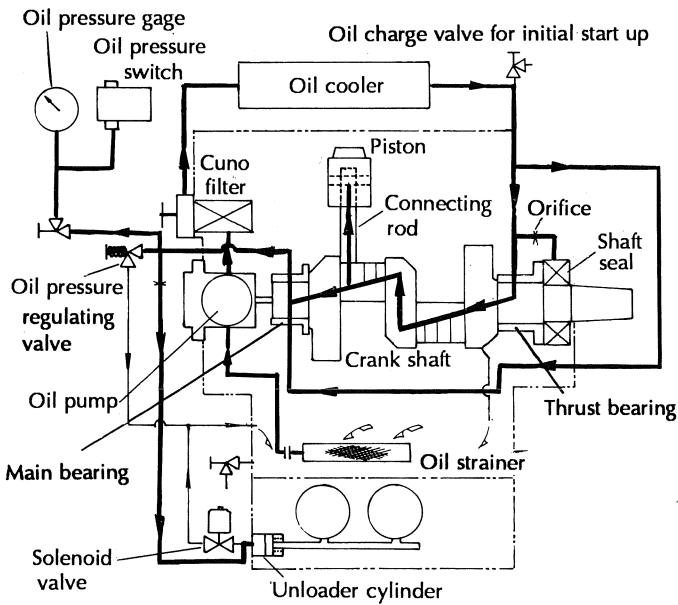 Oil pressure gage
Oil pressure
switch
Oil charge valve for initial start up
Oil cooler
Cuno
filter
Piston
Connecting
rod
Orifice
Shaft
seal
Oil pressure
regulating
valve
Crank shaft
Oil pump
Thrust bearing
Main bearing
Oil strainer
Solenoid
valve
Unloader cylinder